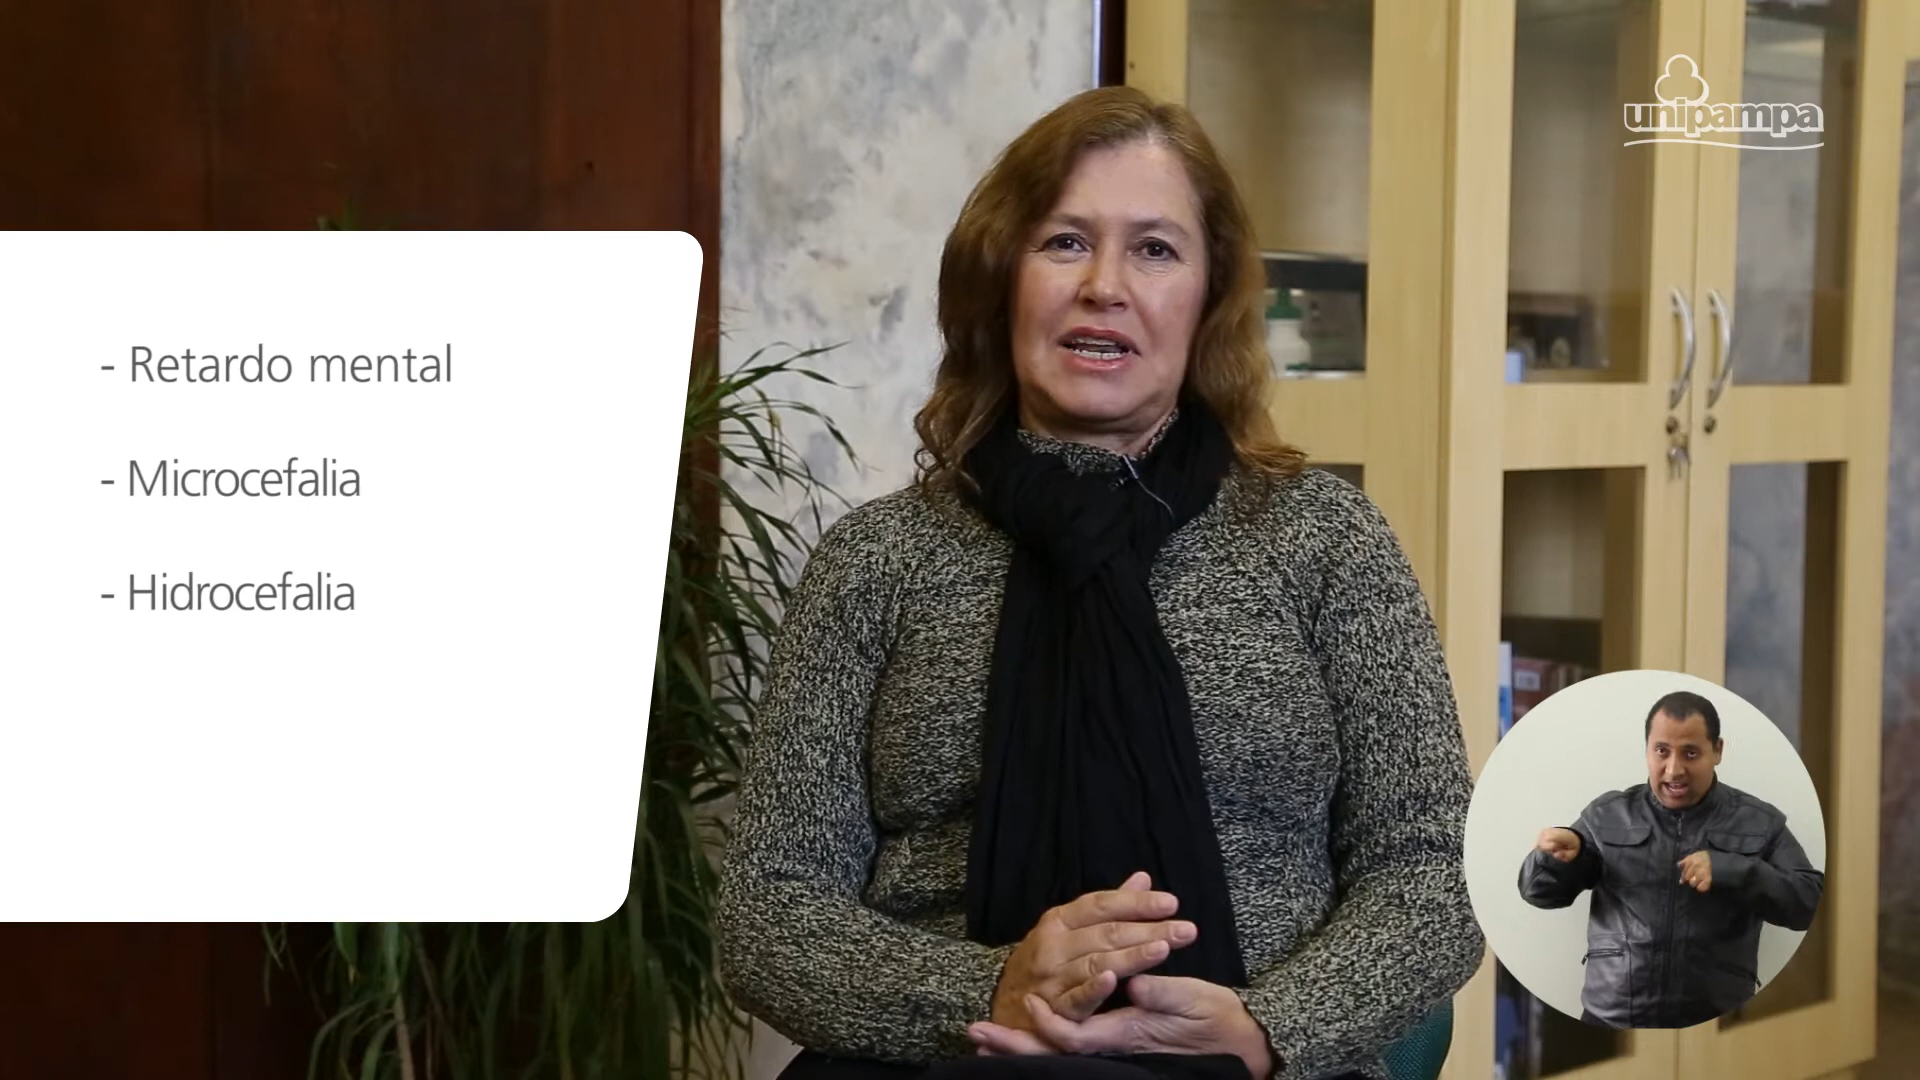 - Retardo mental
- Microcefalia
- Hidrocefalia
unipampa